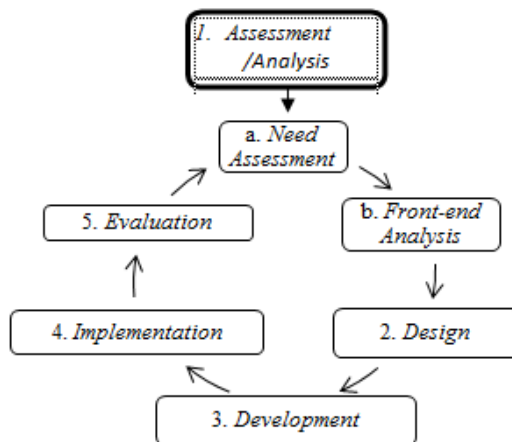 1. Assessment
/Analysis
a. Need
Assessment
b. Front-end
Analysis
2. Design
3. Development
4. Implementation
5. Evaluation